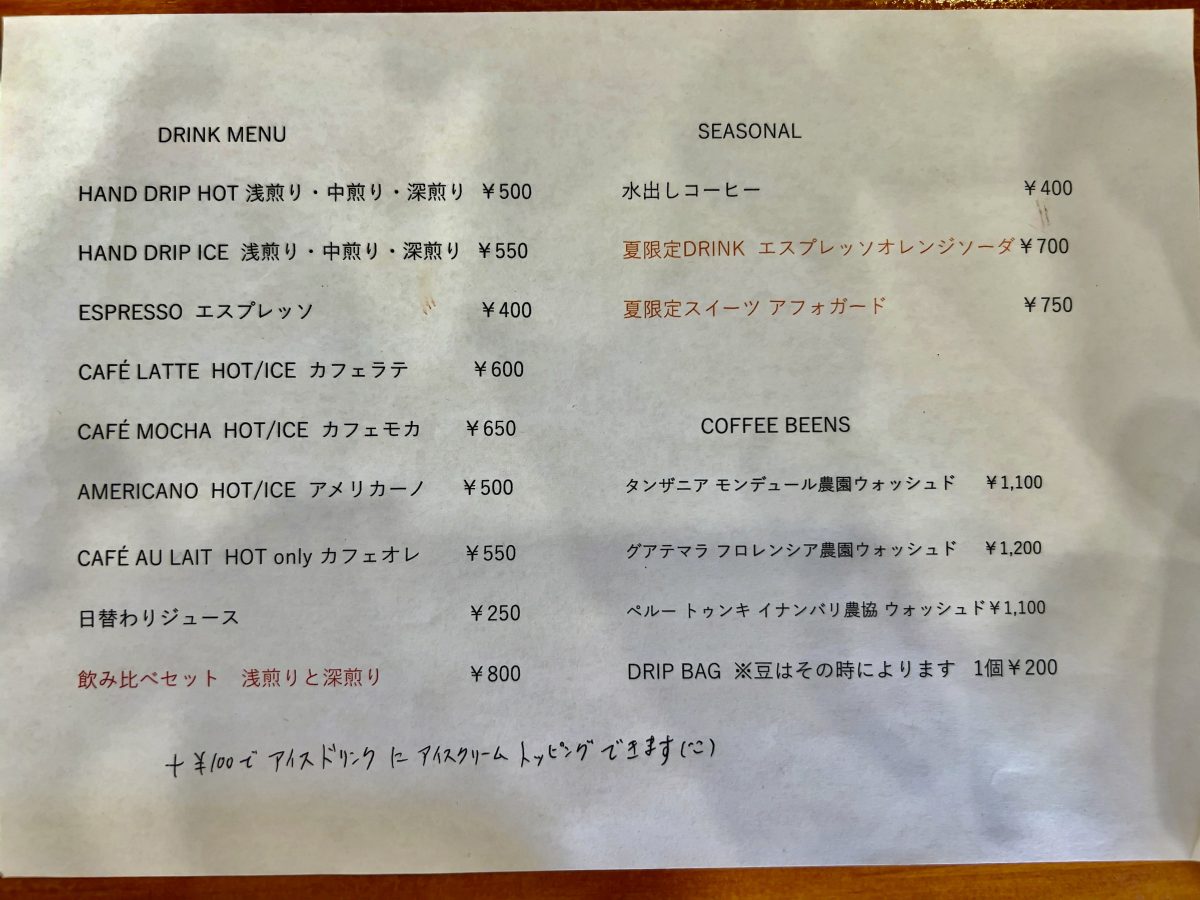 DRINK MENU
HAND DRIP HOT 浅煎り・中煎り・深煎り ￥500
HAND DRIP ICE 浅煎り・中煎り・深煎り ￥550
ESPRESSO エスプレッソ ￥400
CAFÉ LATTE HOT/ICE カフェラテ ￥600
CAFÉ MOCHA HOT/ICE カフェモカ ￥650
AMERICANO HOT/ICE アメリカーノ ￥500
CAFÉ AU LAIT HOT only カフェオレ ￥550
日替わりジュース ￥250
飲み比べセット 浅煎りと深煎り ￥800
SEASONAL
水出しコーヒー ￥400
夏限定DRINK エスプレッソオレンジソーダ ￥700
夏限定スイーツ アフォガード ￥750
COFFEE BEENS
タンザニア モンデュール農園ウォッシュド ￥1,100
グアテマラ フロレンシア農園ウォッシュド ￥1,200
ペルー トゥンキ イナンバリ農協 ウォッシュド￥1,100
DRIP BAG ※豆はその時によります 1個￥200
+ ¥100で アイスドリンク に アイスクリーム トッピング できます(¨)